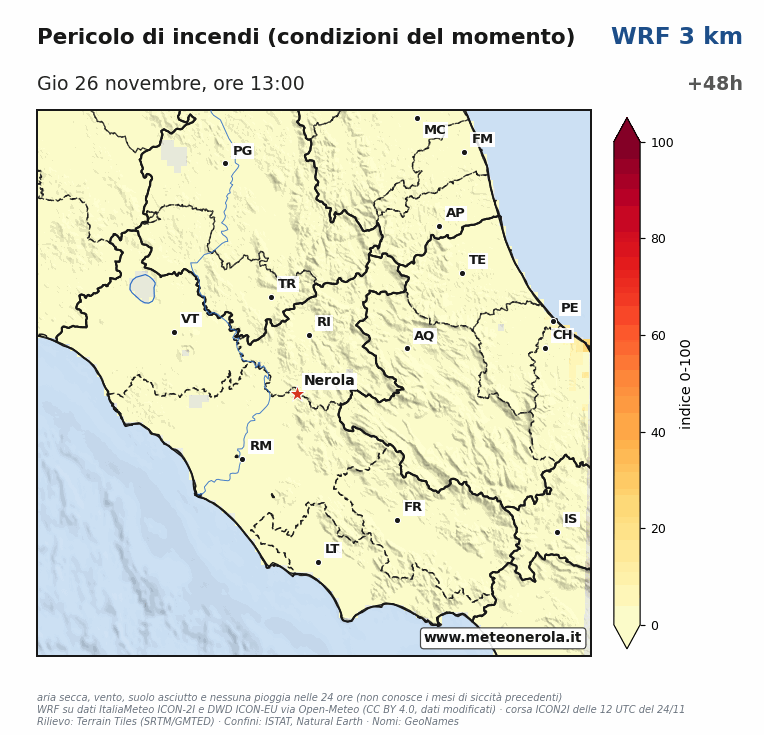 Pericolo di incendi (condizioni del momento)
WRF 3 km
Gio 26 novembre, ore 13:00
+48h
MC
FM
PG
AP
TE
TR
PE
VT
RI
AQ
CH
Nerola
RM
FR
IS
LT
www.meteonerola.it
100
80
60
40
20
0
indice 0-100
aria secca, vento, suolo asciutto e nessuna pioggia nelle 24 ore (non conosce i mesi di siccità precedenti)
WRF su dati ItaliaMeteo ICON-2I e DWD ICON-EU via Open-Meteo (CC BY 4.0, dati modificati) · corsa ICON2I delle 12 UTC del 24/11
Rilievo: Terrain Tiles (SRTM/GMTED) · Confini: ISTAT, Natural Earth · Nomi: GeoNames